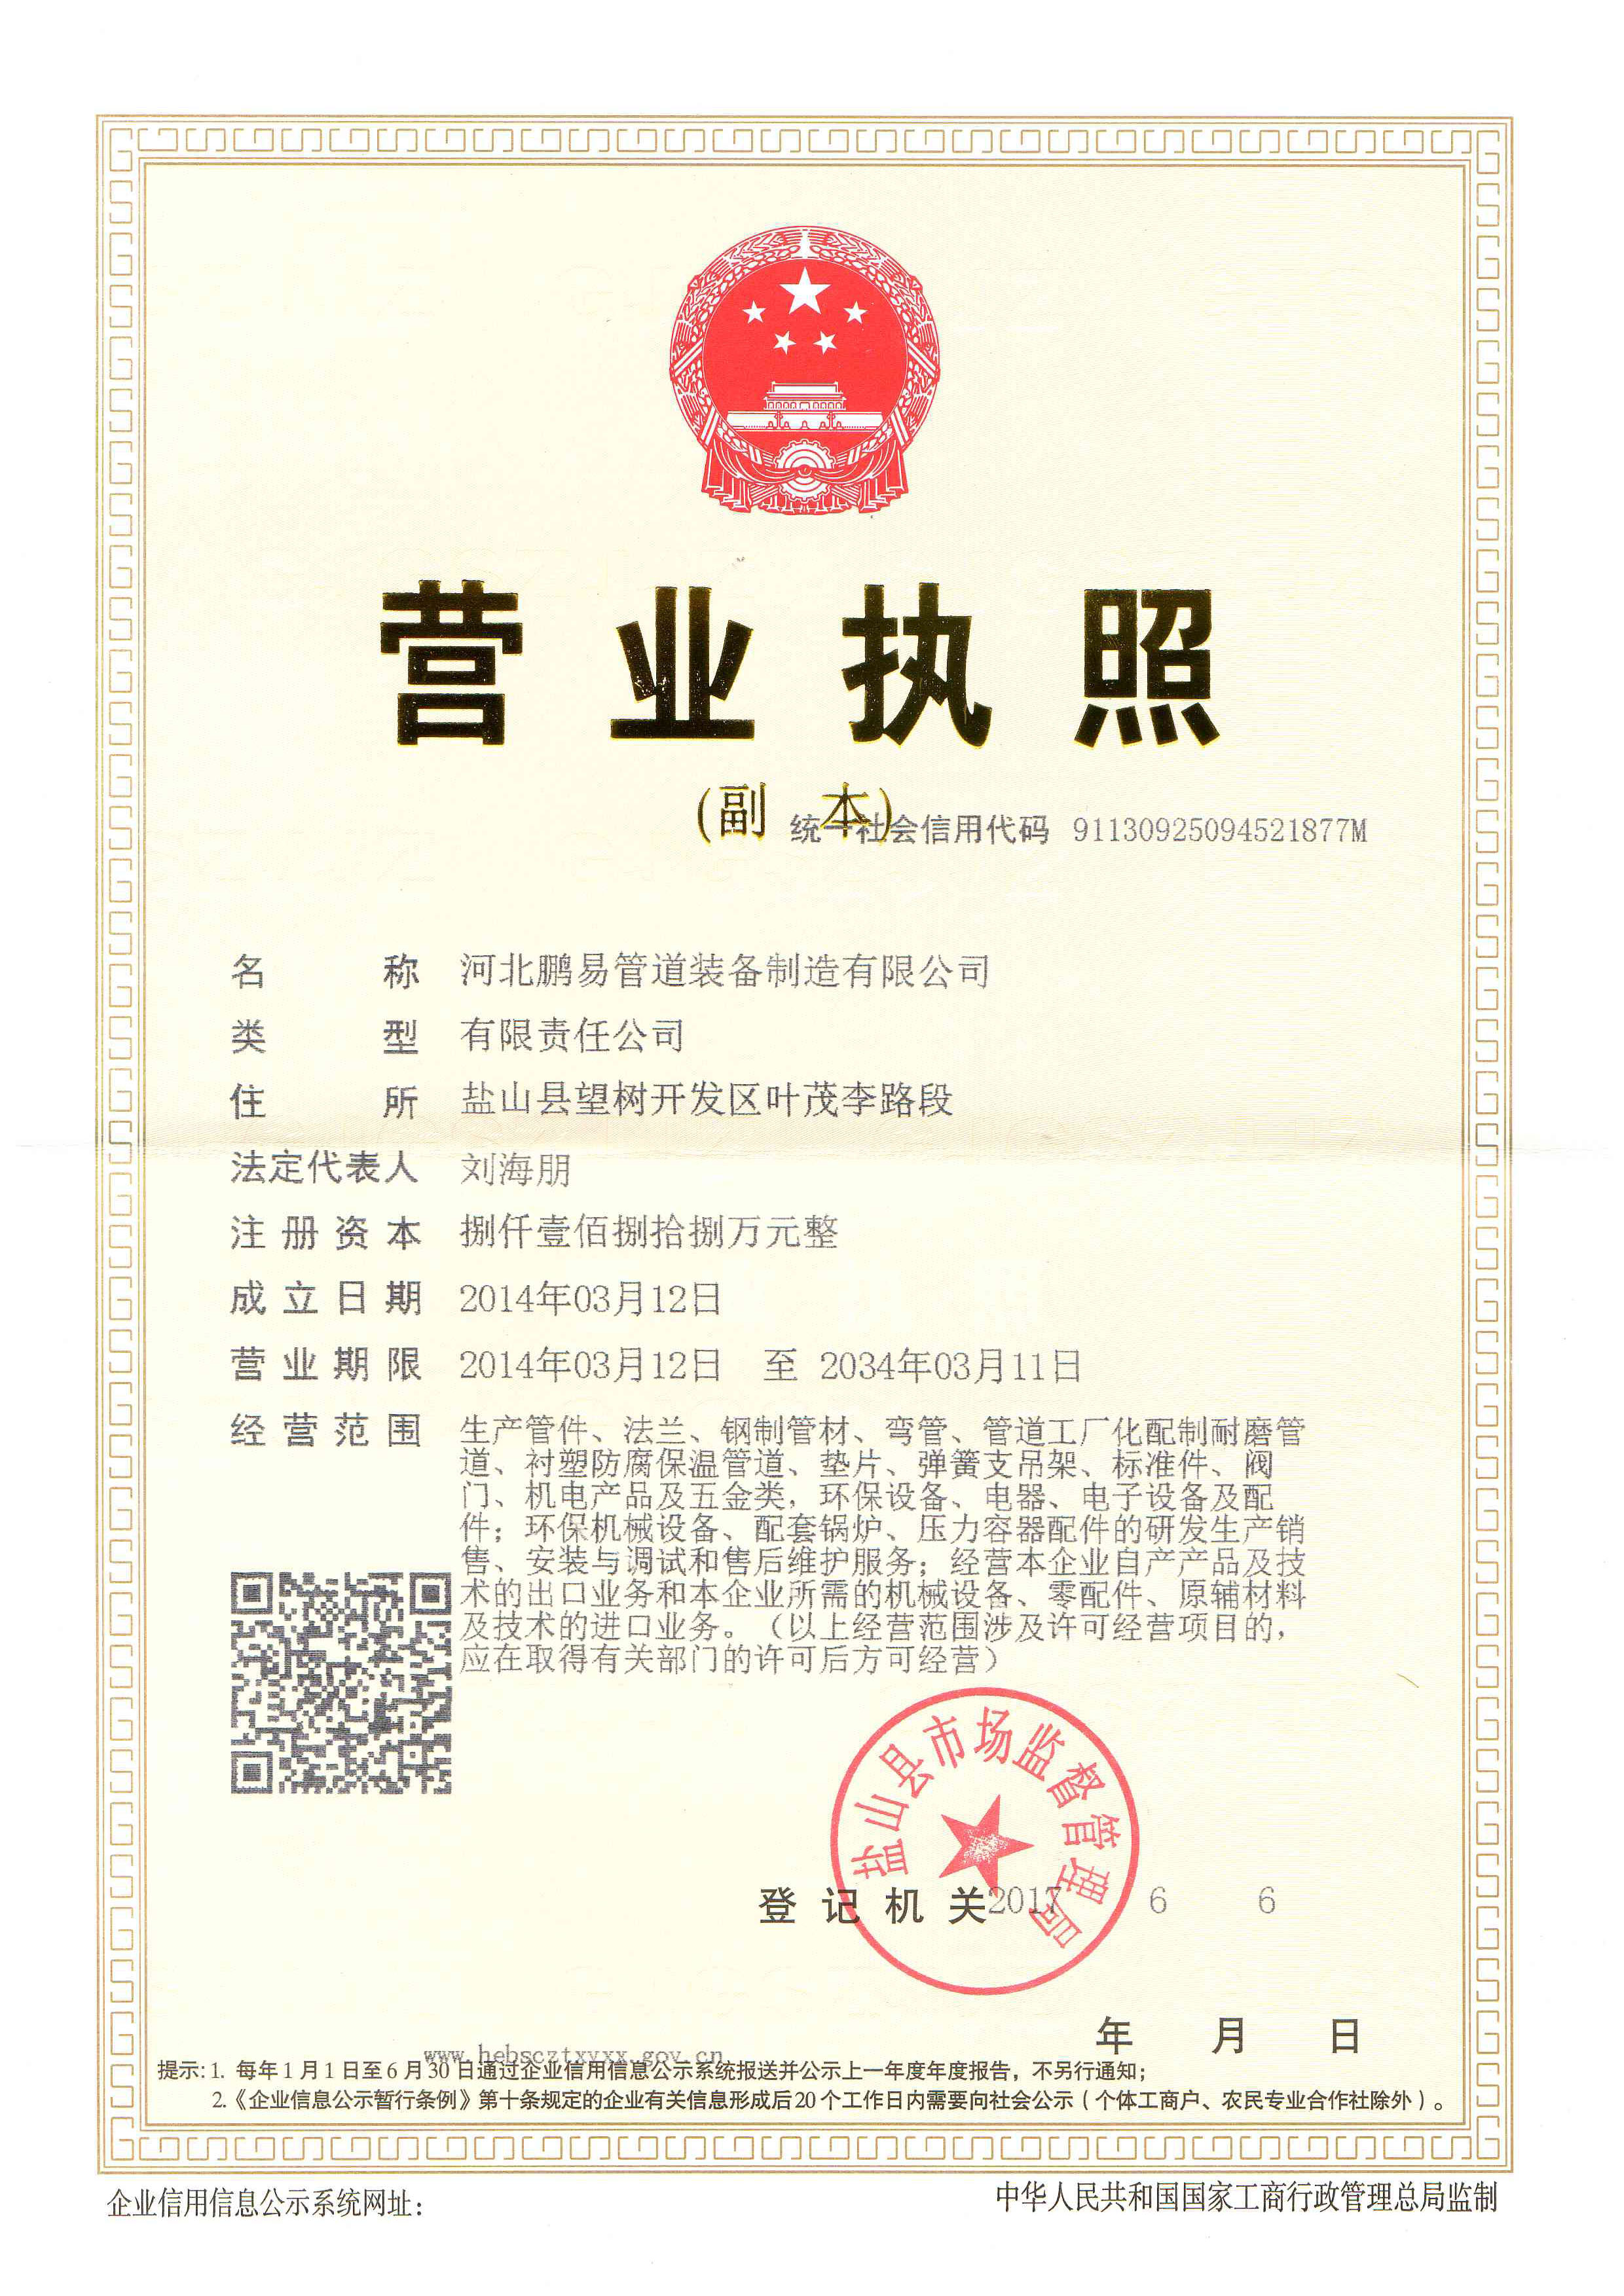 营业执照
(副 本)
统一社会信用代码 91130925094521877M
名 称 河北鹏易管道装备制造有限公司
类 型 有限责任公司
住 所 盐山县望树开发区叶茂李路段
法定代表人 刘海朋
注册资本 捌仟壹佰捌拾捌万元整
成立日期 2014年03月12日
营业期限 2014年03月12日 至 2034年03月11日
经营范围 生产管件、法兰、钢制管材、弯管、管道工厂化配制耐磨管
道、衬塑防腐保温管道、垫片、弹簧支吊架、标准件、阀
门、机电产品及五金类，环保设备、电器、电子设备及配
件；环保机械设备、配套锅炉、压力容器配件的研发生产销
售、安装与调试和售后维护服务；经营本企业自产产品及技
术的出口业务和本企业所需的机械设备、零配件、原辅材料
及技术的进口业务。（以上经营范围涉及许可经营项目的，
应在取得有关部门的许可后方可经营）
盐山县市场监督管理局
登记机关 2017 6 6
年 月 日
www.hebscztxyxx.gov.cn
提示：1. 每年1月1日至6月30日通过企业信用信息公示系统报送并公示上一年度年度报告，不另行通知；
2.《企业信息公示暂行条例》第十条规定的企业有关信息形成后20个工作日内需要向社会公示（个体工商户、农民专业合作社除外）。
企业信用信息公示系统网址：
中华人民共和国国家工商行政管理总局监制